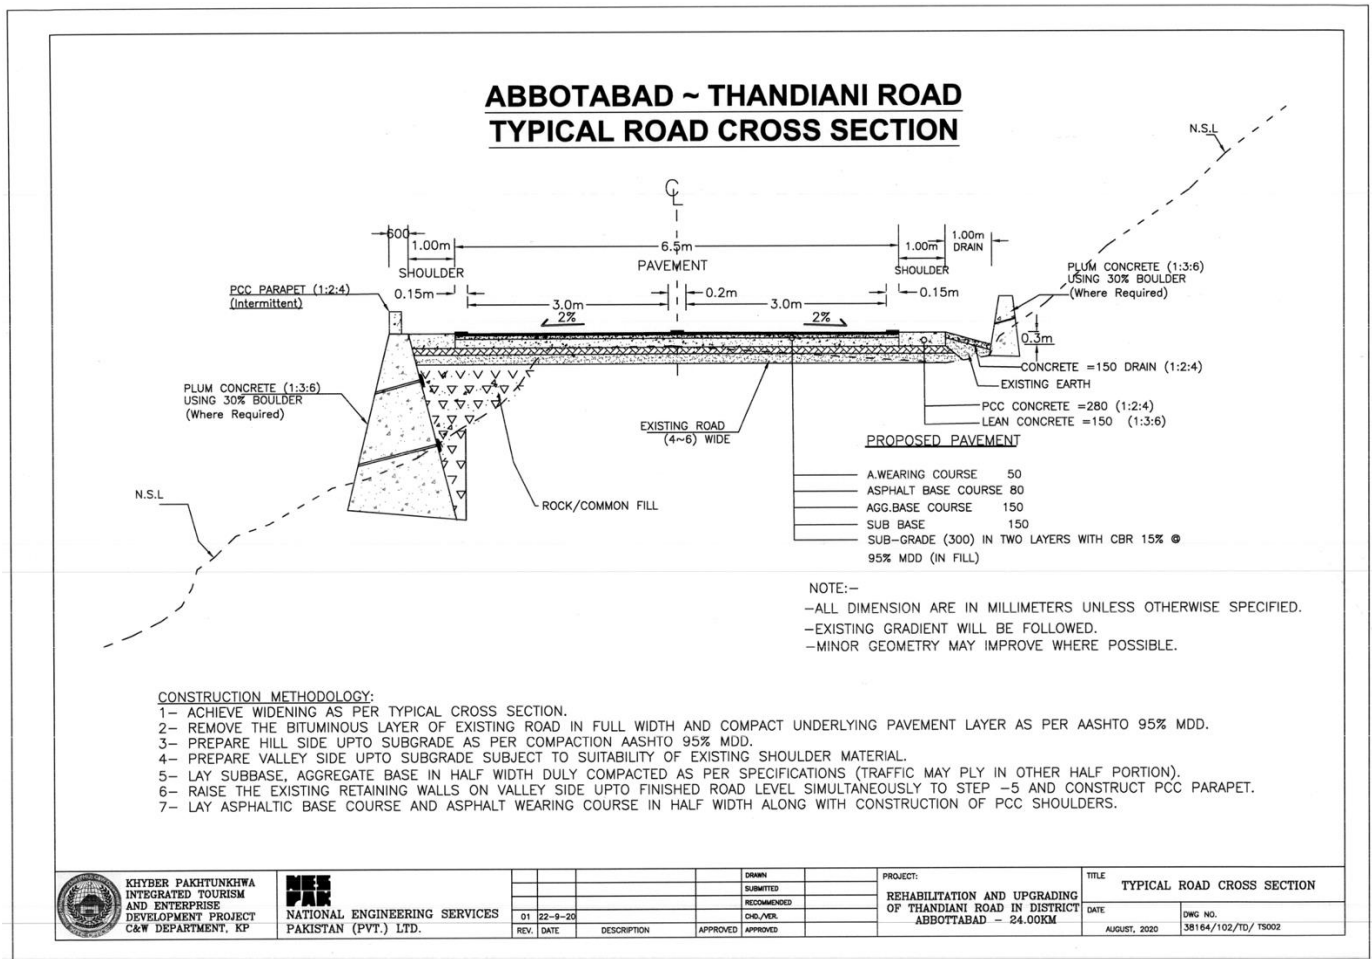 ABBOTABAD ~ THANDIANI ROAD
TYPICAL ROAD CROSS SECTION
N.S.L
℄
600
1.00m
6.5m
1.00m
1.00m
DRAIN
SHOULDER
PAVEMENT
SHOULDER
PLUM CONCRETE (1:3:6)
USING 30% BOULDER
(Where Required)
PCC PARAPET (1:2:4)
(Intermittent)
0.15m
3.0m
0.2m
3.0m
0.15m
2%
2%
0.3m
CONCRETE =150 DRAIN (1:2:4)
EXISTING EARTH
PLUM CONCRETE (1:3:6)
USING 30% BOULDER
(Where Required)
PCC CONCRETE =280 (1:2:4)
LEAN CONCRETE =150 (1:3:6)
EXISTING ROAD
(4~6) WIDE
PROPOSED PAVEMENT
A.WEARING COURSE 50
ASPHALT BASE COURSE 80
AGG.BASE COURSE 150
SUB BASE 150
SUB-GRADE (300) IN TWO LAYERS WITH CBR 15% @
95% MDD (IN FILL)
N.S.L
ROCK/COMMON FILL
NOTE:-
-ALL DIMENSION ARE IN MILLIMETERS UNLESS OTHERWISE SPECIFIED.
-EXISTING GRADIENT WILL BE FOLLOWED.
-MINOR GEOMETRY MAY IMPROVE WHERE POSSIBLE.
CONSTRUCTION METHODOLOGY:
1- ACHIEVE WIDENING AS PER TYPICAL CROSS SECTION.
2- REMOVE THE BITUMINOUS LAYER OF EXISTING ROAD IN FULL WIDTH AND COMPACT UNDERLYING PAVEMENT LAYER AS PER AASHTO 95% MDD.
3- PREPARE HILL SIDE UPTO SUBGRADE AS PER COMPACTION AASHTO 95% MDD.
4- PREPARE VALLEY SIDE UPTO SUBGRADE SUBJECT TO SUITABILITY OF EXISTING SHOULDER MATERIAL.
5- LAY SUBBASE, AGGREGATE BASE IN HALF WIDTH DULY COMPACTED AS PER SPECIFICATIONS (TRAFFIC MAY PLY IN OTHER HALF PORTION).
6- RAISE THE EXISTING RETAINING WALLS ON VALLEY SIDE UPTO FINISHED ROAD LEVEL SIMULTANEOUSLY TO STEP -5 AND CONSTRUCT PCC PARAPET.
7- LAY ASPHALTIC BASE COURSE AND ASPHALT WEARING COURSE IN HALF WIDTH ALONG WITH CONSTRUCTION OF PCC SHOULDERS.
KHYBER PAKHTUNKHWA
INTEGRATED TOURISM
AND ENTERPRISE
DEVELOPMENT PROJECT
C&W DEPARTMENT, KP
NES
PAK
NATIONAL ENGINEERING SERVICES
PAKISTAN (PVT.) LTD.
01 22-9-20
REV. DATE DESCRIPTION APPROVED
DRAWN
SUBMITTED
RECOMMENDED
CHD./VER.
APPROVED
PROJECT:
REHABILITATION AND UPGRADING
OF THANDIANI ROAD IN DISTRICT
ABBOTTABAD - 24.00KM
TITLE
TYPICAL ROAD CROSS SECTION
DATE
AUGUST, 2020
DWG NO.
38164/102/TD/ TS002